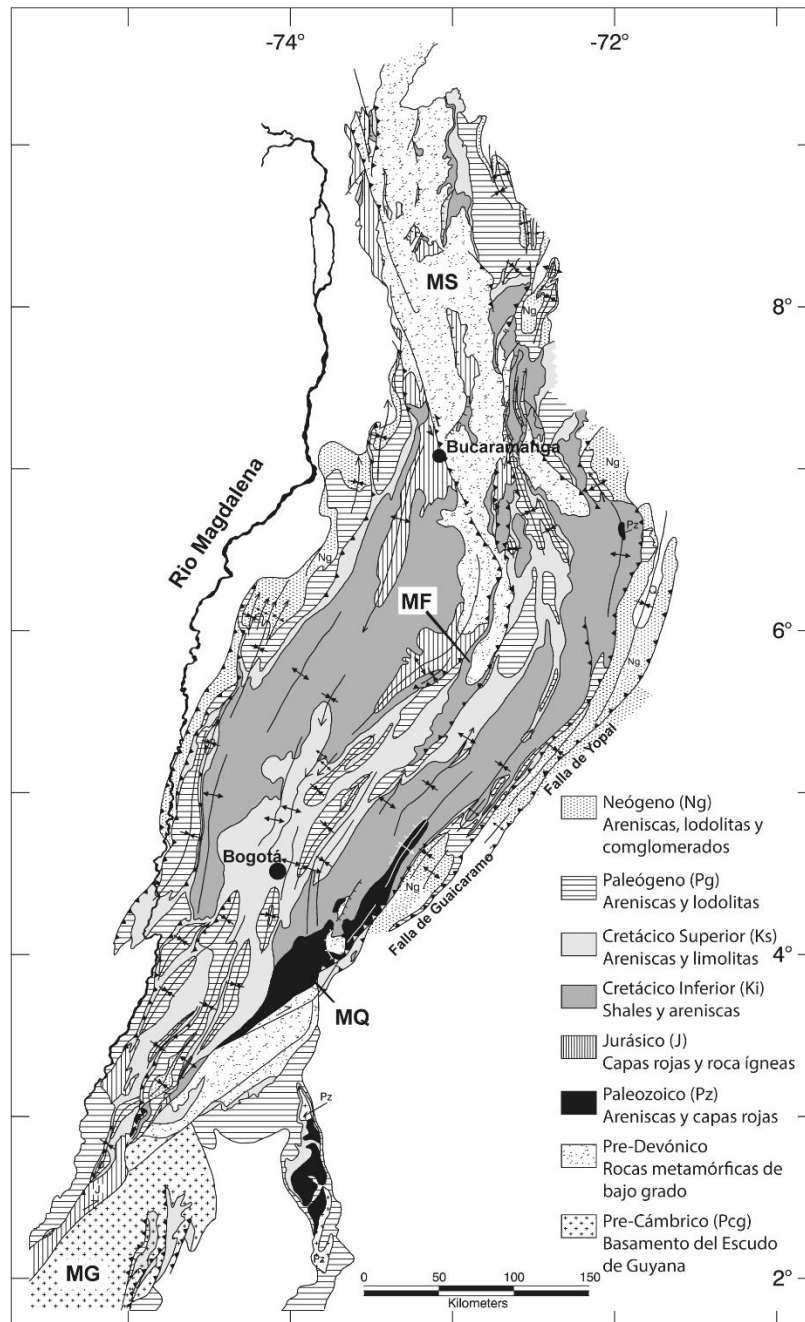 -74°
-72°
MS
8°
Ng
Bucaramanga
Ng
Rio Magdalena
Pz
Ng
MF
6°
Ng
Falla de Yopal
Bogotá
Ng
Falla de Guaicaramo
4°
MQ
Pz
J
Pz
MG
2°
Neógeno (Ng)
Areniscas, lodolitas y
comglomerados
Paleógeno (Pg)
Areniscas y lodolitas
Cretácico Superior (Ks)
Areniscas y limolitas
Cretácico Inferior (Ki)
Shales y areniscas
Jurásico (J)
Capas rojas y roca ígneas
Paleozoico (Pz)
Areniscas y capas rojas
Pre-Devónico
Rocas metamórficas de
bajo grado
Pre-Cámbrico (Pcg)
Basamento del Escudo
de Guyana
0 50 100 150
Kilometers